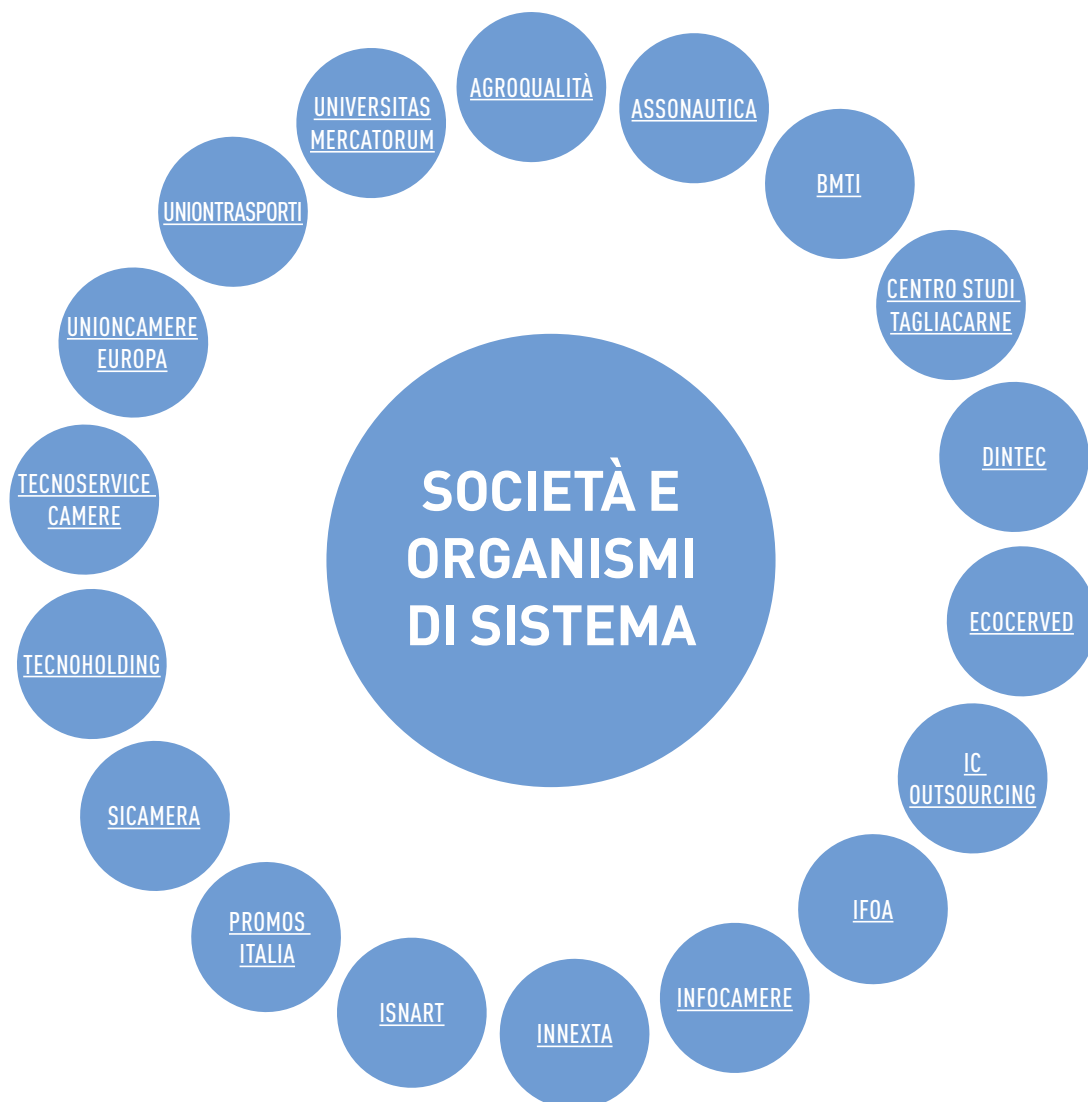 AGROQUALITÀ
ASSONAUTICA
BMTI
CENTRO STUDI
TAGLIACARNE
DINTEC
ECOCERVED
IC
OUTSOURCING
IFOA
INFOCAMERE
INNEXTA
ISNART
PROMOS
ITALIA
SICAMERA
TECNOHOLDING
TECNOSERVICE
CAMERE
UNIONCAMERE
EUROPA
UNIONTRASPORTI
UNIVERSITAS
MERCATORUM
SOCIETÀ E
ORGANISMI
DI SISTEMA